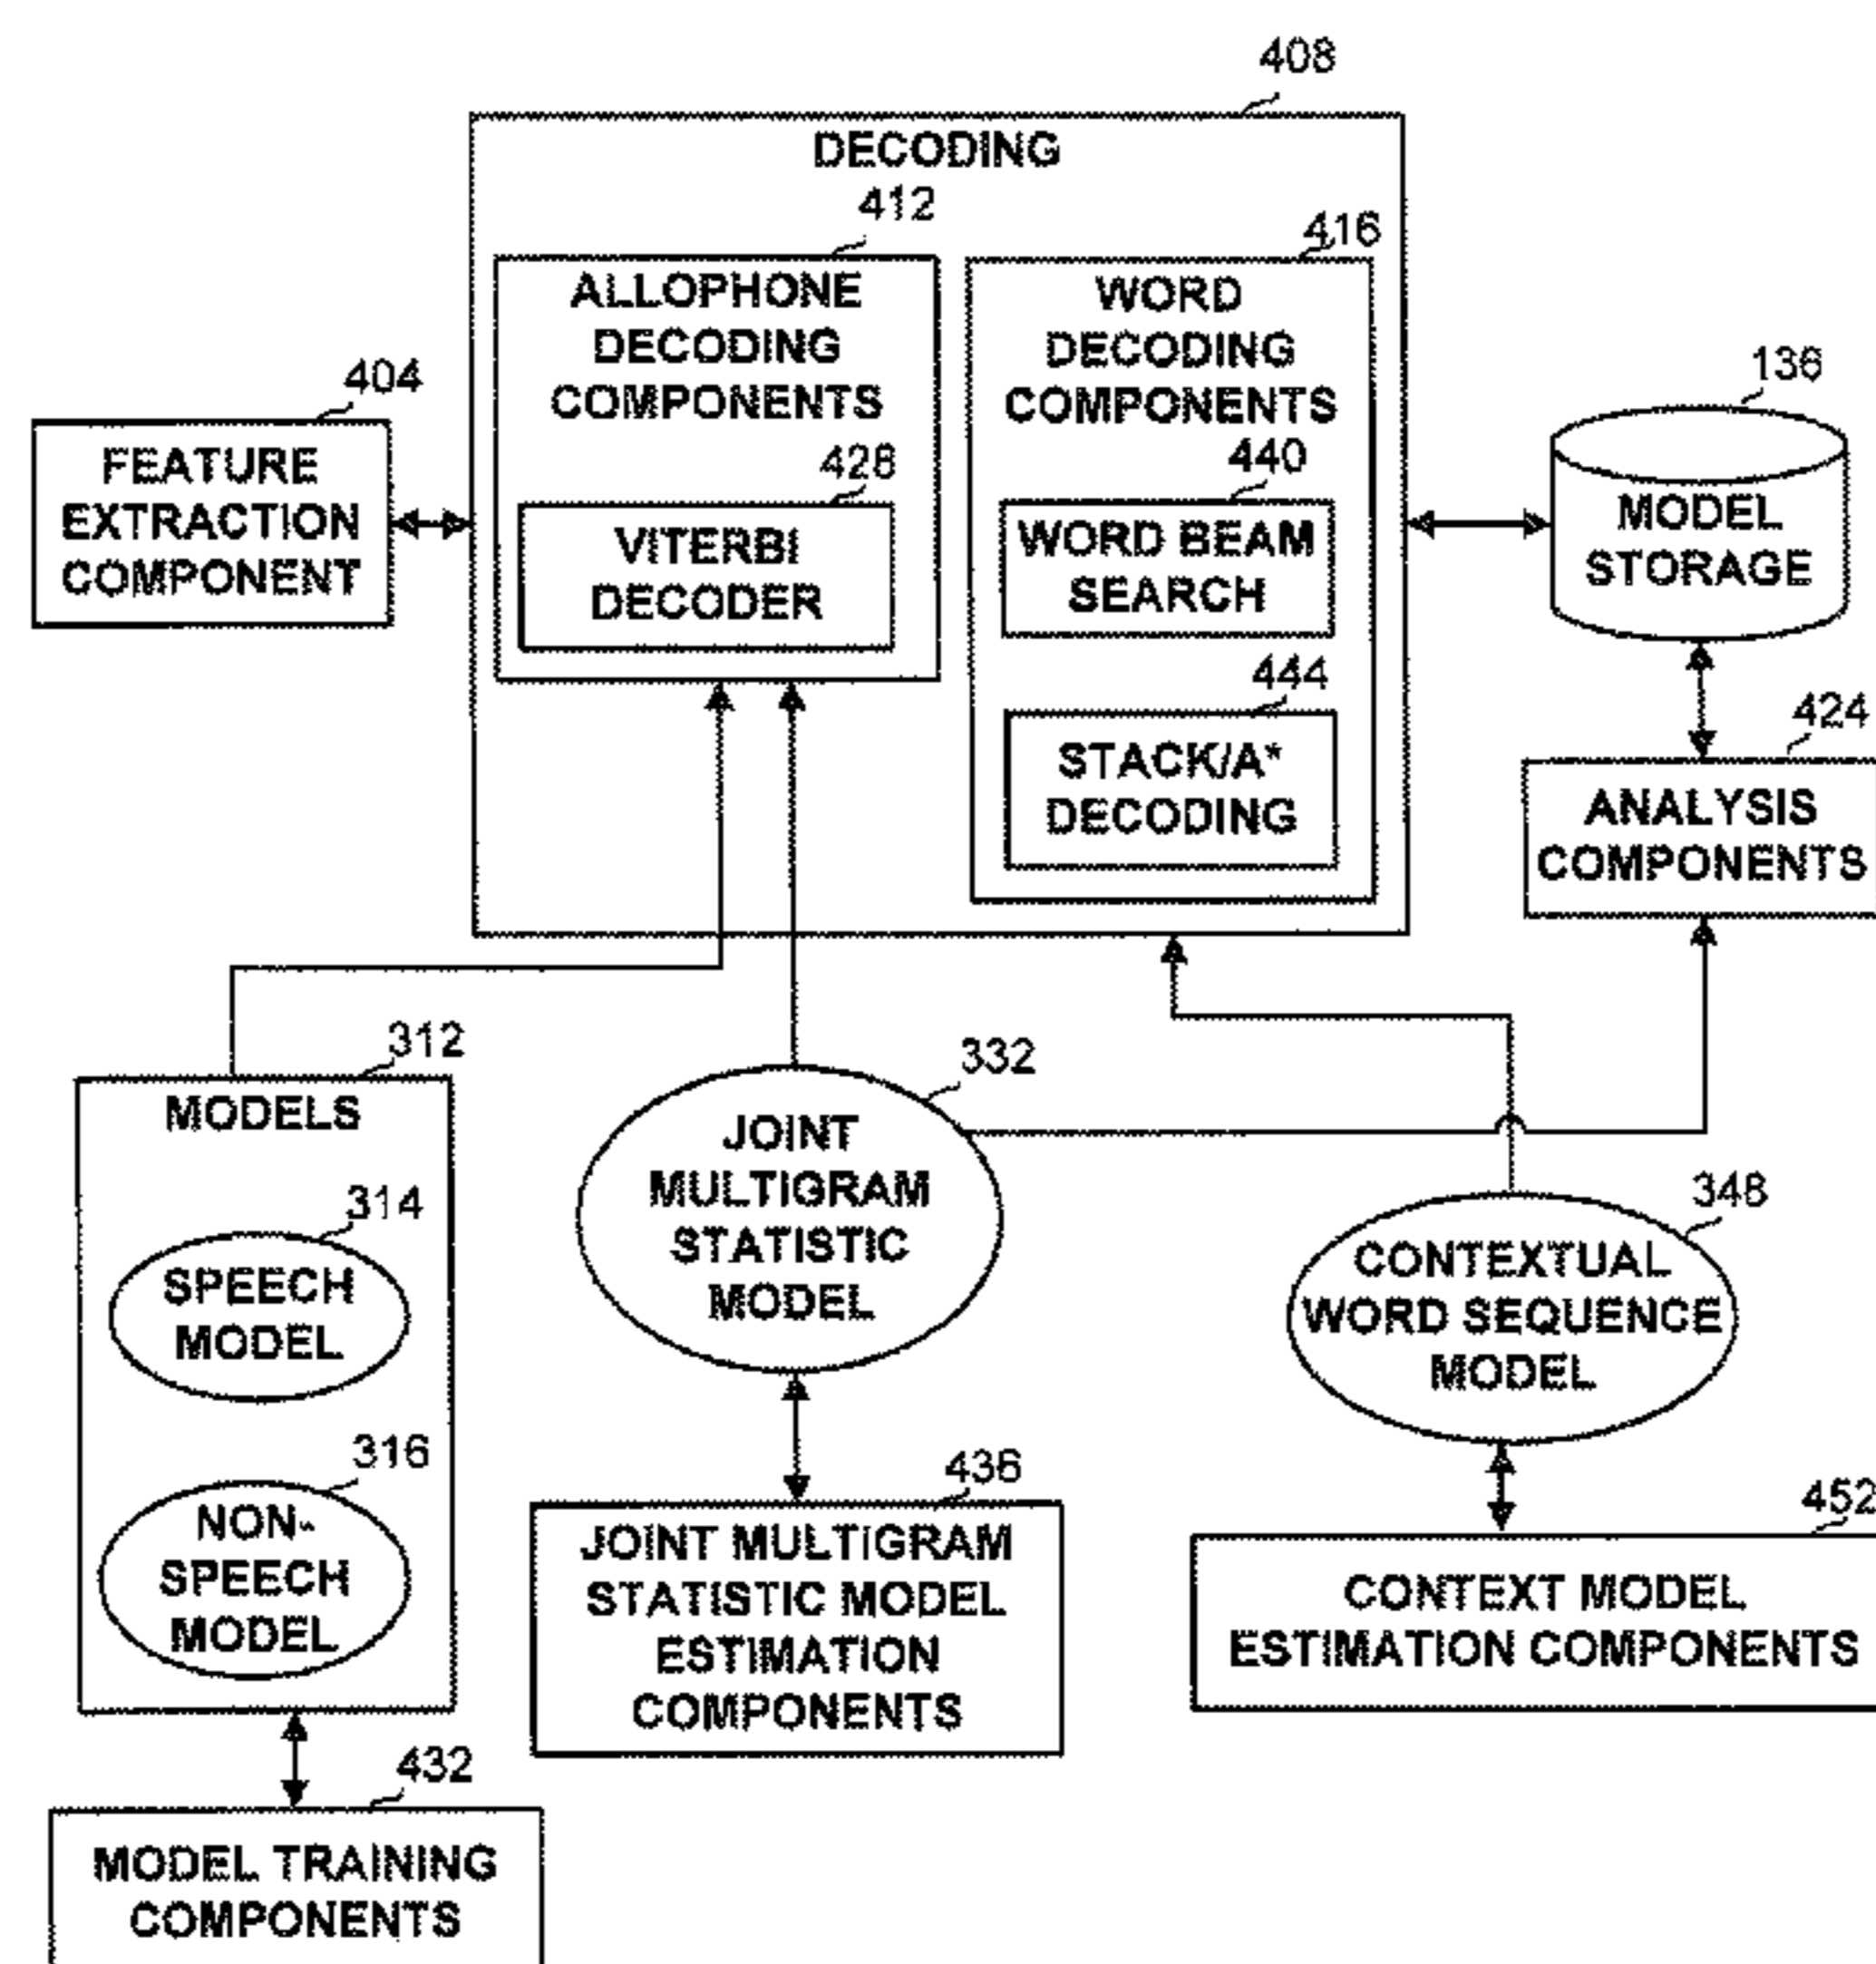 408
DECODING
412
416
ALLOPHONE
DECODING
COMPONENTS
428
VITERBI
DECODER
WORD
DECODING
COMPONENTS
440
WORD BEAM
SEARCH
444
STACK/A*
DECODING
404
FEATURE
EXTRACTION
COMPONENT
136
MODEL
STORAGE
424
ANALYSIS
COMPONENTS
312
MODELS
314
SPEECH
MODEL
316
NON-
SPEECH
MODEL
332
JOINT
MULTIGRAM
STATISTIC
MODEL
348
CONTEXTUAL
WORD SEQUENCE
MODEL
436
JOINT MULTIGRAM
STATISTIC MODEL
ESTIMATION
COMPONENTS
452
CONTEXT MODEL
ESTIMATION COMPONENTS
432
MODEL TRAINING
COMPONENTS